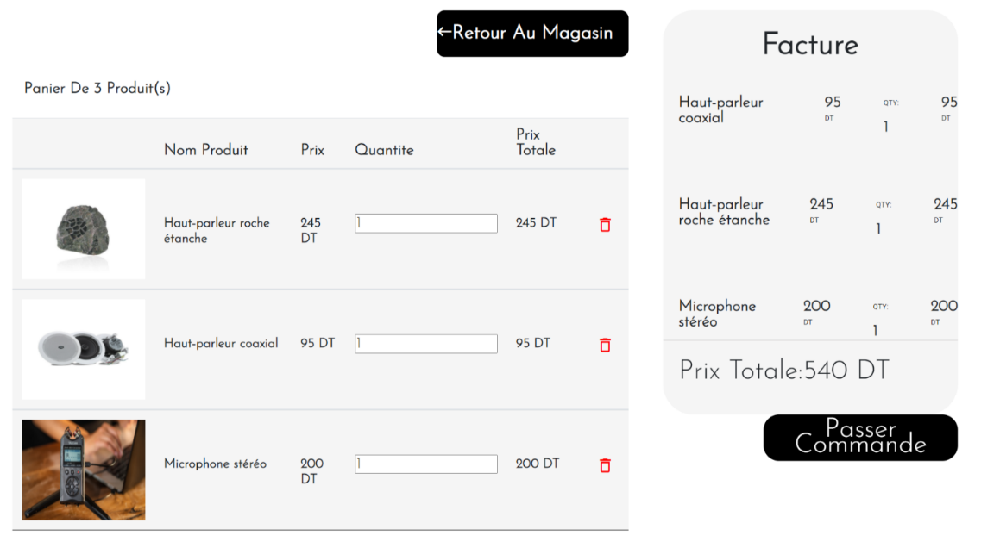 ←Retour Au Magasin
Panier De 3 Produit(s)
Nom Produit Prix Quantite Prix
Totale
Haut-parleur roche
étanche
245
DT
1
245 DT
Haut-parleur coaxial 95 DT 1 95 DT
Microphone stéréo 200
DT
1
200 DT
Facture
Haut-parleur
coaxial
95
DT
QTY:
1
95
DT
Haut-parleur
roche étanche
245
DT
QTY:
1
245
DT
Microphone
stéréo
200
DT
QTY:
1
200
DT
Prix Totale:540 DT
Passer
Commande